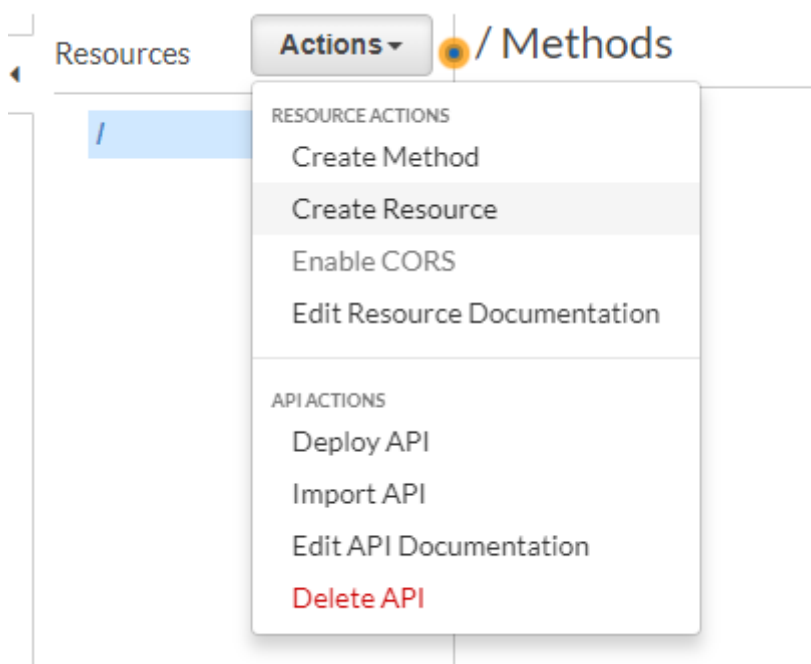 Resources
Actions
/ Methods
/
RESOURCE ACTIONS
Create Method
Create Resource
Enable CORS
Edit Resource Documentation
API ACTIONS
Deploy API
Import API
Edit API Documentation
Delete API